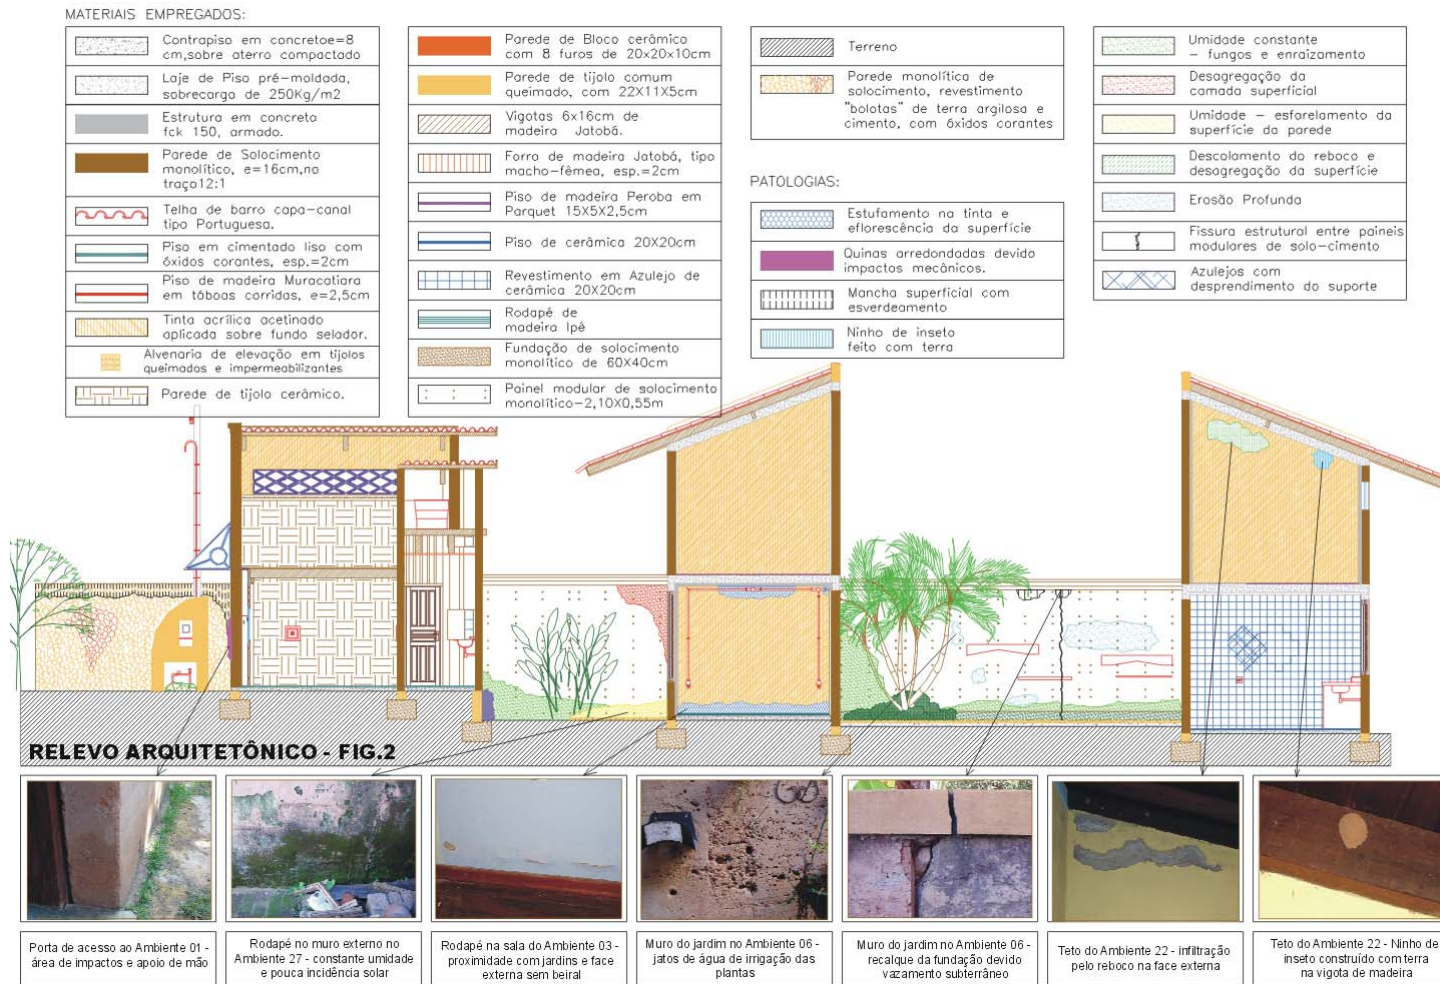 MATERIAIS EMPREGADOS:
Contrapiso em concretoe=8
cm,sobre aterro compactado
Laje de Piso pré-moldada,
sobrecarga de 250Kg/m2
Estrutura em concreta
fck 150, armado.
Parede de Solocimento
monolítico, e=16cm,no
traço12:1
Telha de barro capa-canal
tipo Portuguesa.
Piso em cimentado liso com
óxidos corantes, esp.=2cm
Piso de madeira Muracatiara
em táboas corridas, e=2,5cm
Tinta acrílica acetinado
aplicada sobre fundo selador.
Alvenaria de elevação em tijolos
queimados e impermeabilizantes
Parede de tijolo cerâmico.
Parede de Bloco cerâmico
com 8 furos de 20x20x10cm
Parede de tijolo comum
queimado, com 22X11X5cm
Vigotas 6x16cm de
madeira Jatobá.
Forra de madeira Jatobá, tipo
macho-fêmea, esp.=2cm
Piso de madeira Peroba em
Parquet 15X5X2,5cm
Piso de cerâmica 20X20cm
Revestimento em Azulejo de
cerâmica 20X20cm
Rodapé de
madeira Ipê
Fundação de solocimento
monolítico de 60X40cm
Painel modular de solocimento
monolítico-2,10X0,55m
Terreno
Parede monolítica de
solocimento, revestimento
"bolotas" de terra argilosa e
cimento, com óxidos corantes
PATOLOGIAS:
Estufamento na tinta e
eflorescência da superfície
Quinas arredondadas devido
impactos mecânicos.
Mancha superficial com
esverdeamento
Ninho de inseto
feito com terra
Umidade constante
- fungos e enraizamento
Desagregação da
camada superficial
Umidade - esfarelamento da
superfície da parede
Descolamento do reboco e
desagregação da superfície
Erosão Profunda
Fissura estrutural entre paineis
modulares de solo-cimento
Azulejos com
desprendimento do suporte
RELEVO ARQUITETÔNICO - FIG.2
Porta de acesso ao Ambiente 01 -
área de impactos e apoio de mão
Rodapé no muro externo no
Ambiente 27 - constante umidade
e pouca incidência solar
Rodapé na sala do Ambiente 03 -
proximidade com jardins e face
externa sem beiral
Muro do jardim no Ambiente 06 -
jatos de água de irrigação das
plantas
Muro do jardim no Ambiente 06 -
recalque da fundação devido
vazamento subterrâneo
Teto do Ambiente 22 - infiltração
pelo reboco na face externa
Teto do Ambiente 22 - Ninho de
inseto construído com terra
na vigota de madeira